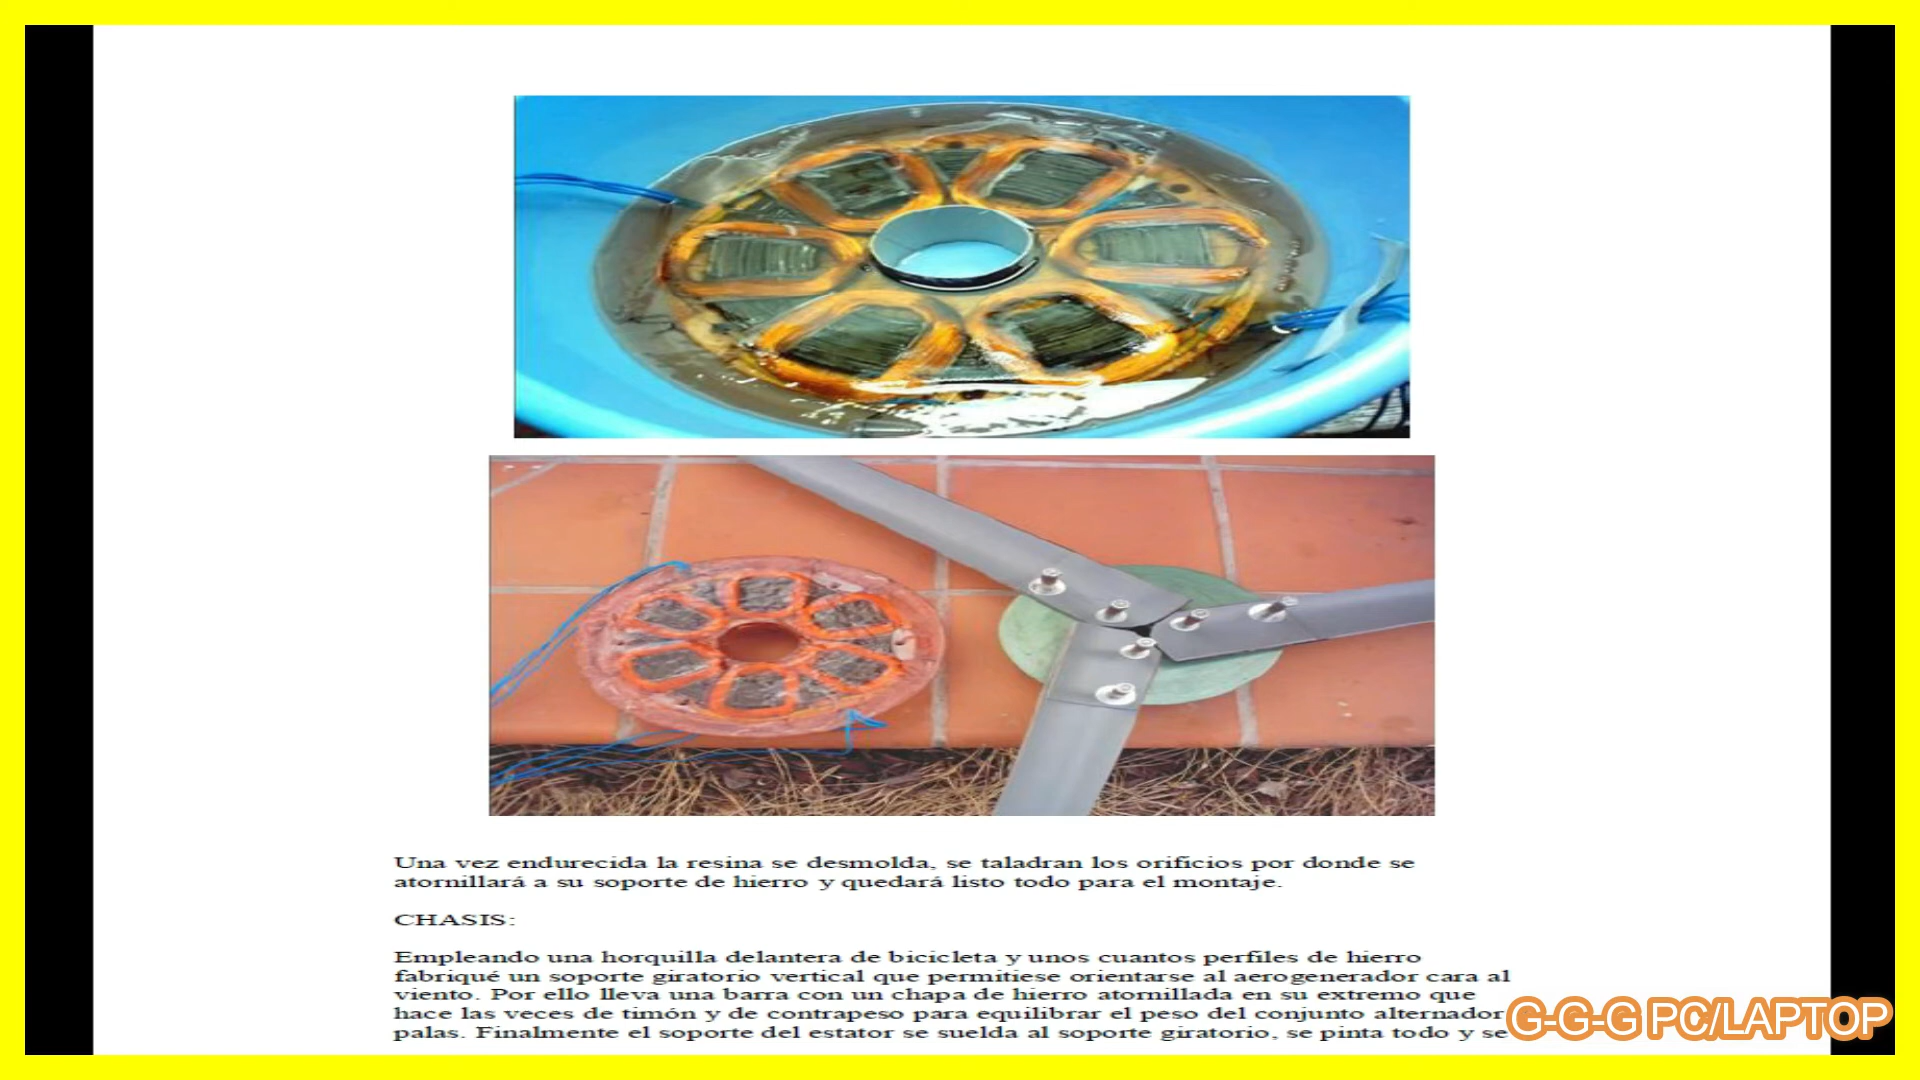 Una vez endurecida la resina se desmolda, se taladran los orificios por donde se
atornillará a su soporte de hierro y quedará listo todo para el montaje.
CHASIS:
Empleando una horquilla delantera de bicicleta y unos cuantos perfiles de hierro
fabriqué un soporte giratorio vertical que permitiese orientarse al aerogenerador cara al
viento. Por ello lleva una barra con un chapa de hierro atornillada en su extremo que
hace las veces de timón y de contrapeso para equilibrar el peso del conjunto alternador
palas. Finalmente el soporte del estator se suelda al soporte giratorio, se pinta todo y se
G-G-G PC/LAPTOP